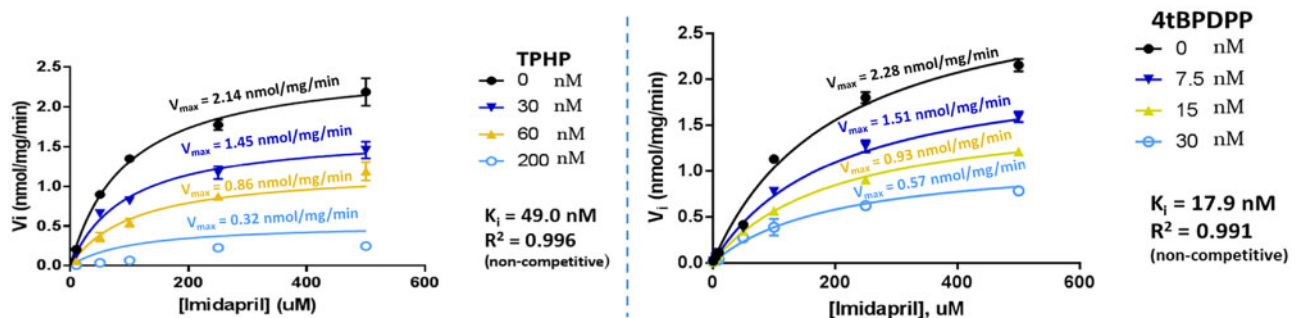 TPHP
0 nM
30 nM
60 nM
200 nM
Ki = 49.0 nM
R² = 0.996
(non-competitive)
Vi (nmol/mg/min)
2.5
2.0
1.5
1.0
0.5
0.0
Vmax = 2.14 nmol/mg/min
Vmax = 1.45 nmol/mg/min
Vmax = 0.86 nmol/mg/min
Vmax = 0.32 nmol/mg/min
0
200
400
600
[Imidapril] (uM)
4tBPDPP
0 nM
7.5 nM
15 nM
30 nM
Ki = 17.9 nM
R² = 0.991
(non-competitive)
Vi (nmol/mg/min)
2.5
2.0
1.5
1.0
0.5
0.0
Vmax = 2.28 nmol/mg/min
Vmax = 1.51 nmol/mg/min
Vmax = 0.93 nmol/mg/min
Vmax = 0.57 nmol/mg/min
0
200
400
600
[Imidapril], uM